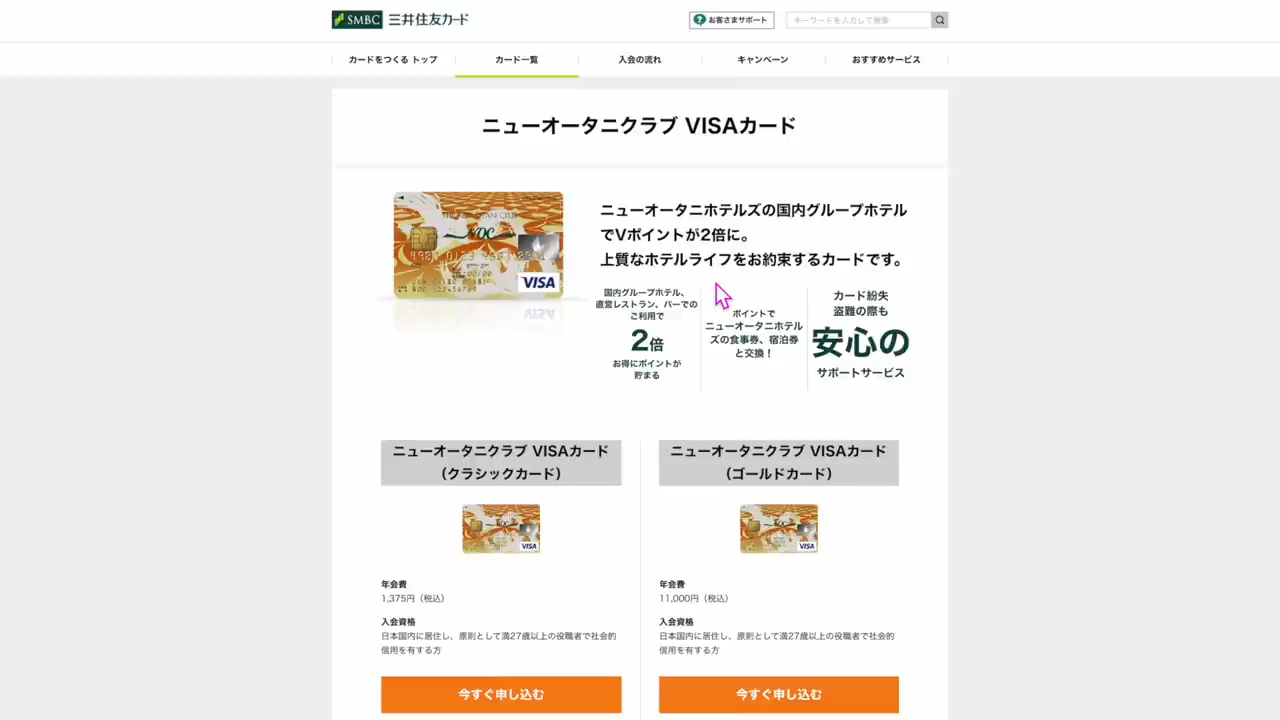 SMBC 三井住友カード
お客さまサポート
キーワードを入力して検索
カードをつくる トップ
カード一覧
入会の流れ
キャンペーン
おすすめサービス
ニューオータニクラブ VISAカード
NOC
VISA
ニューオータニホテルズの国内グループホテル
でVポイントが2倍に。
上質なホテルライフをお約束するカードです。
国内グループホテル、
直営レストラン、バーでの
ご利用で
2倍
お得にポイントが
貯まる
ポイントで
ニューオータニホテル
ズの食事券、宿泊券
と交換！
カード紛失
盗難の際も
安心の
サポートサービス
ニューオータニクラブ VISAカード
（クラシックカード）
VISA
年会費
1,375円（税込）
入会資格
日本国内に居住し、原則として満27歳以上の役職者で社会的
信用を有する方
今すぐ申し込む
ニューオータニクラブ VISAカード
（ゴールドカード）
VISA
年会費
11,000円（税込）
入会資格
日本国内に居住し、原則として満27歳以上の役職者で社会的
信用を有する方
今すぐ申し込む